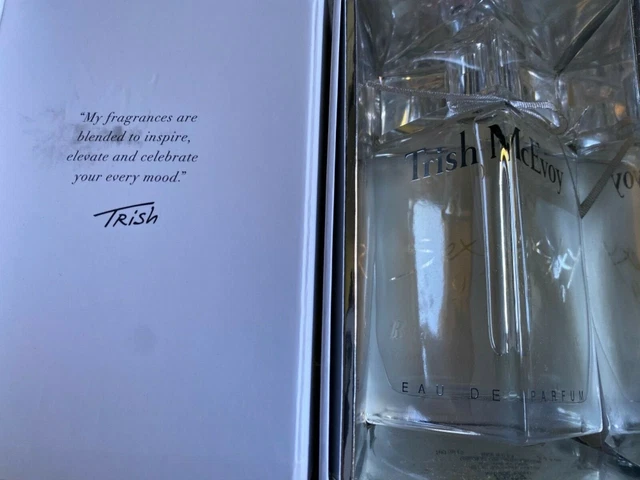 “My fragrances are
blended to inspire,
elevate and celebrate
your every mood.”
Trish
Trish McEvoy
EAU DE PARFUM